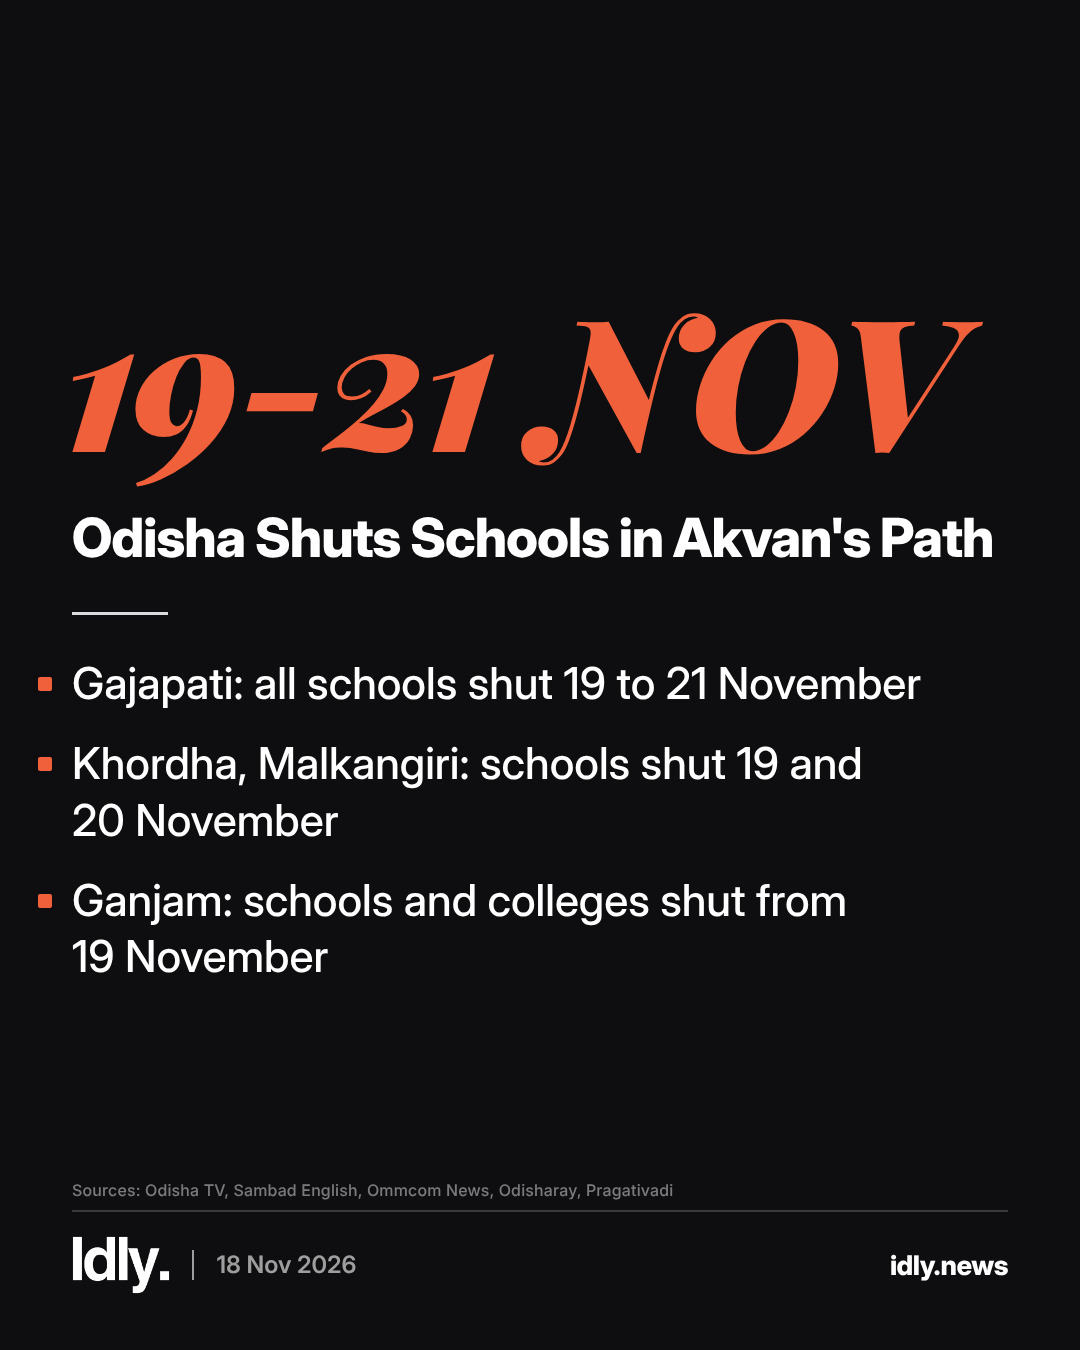 19–21 NOV
Odisha Shuts Schools in Akvan's Path
Gajapati: all schools shut 19 to 21 November
Khordha, Malkangiri: schools shut 19 and
20 November
Ganjam: schools and colleges shut from
19 November
Sources: Odisha TV, Sambad English, Ommcom News, Odisharay, Pragativadi
Idly. | 18 Nov 2026
idly.news